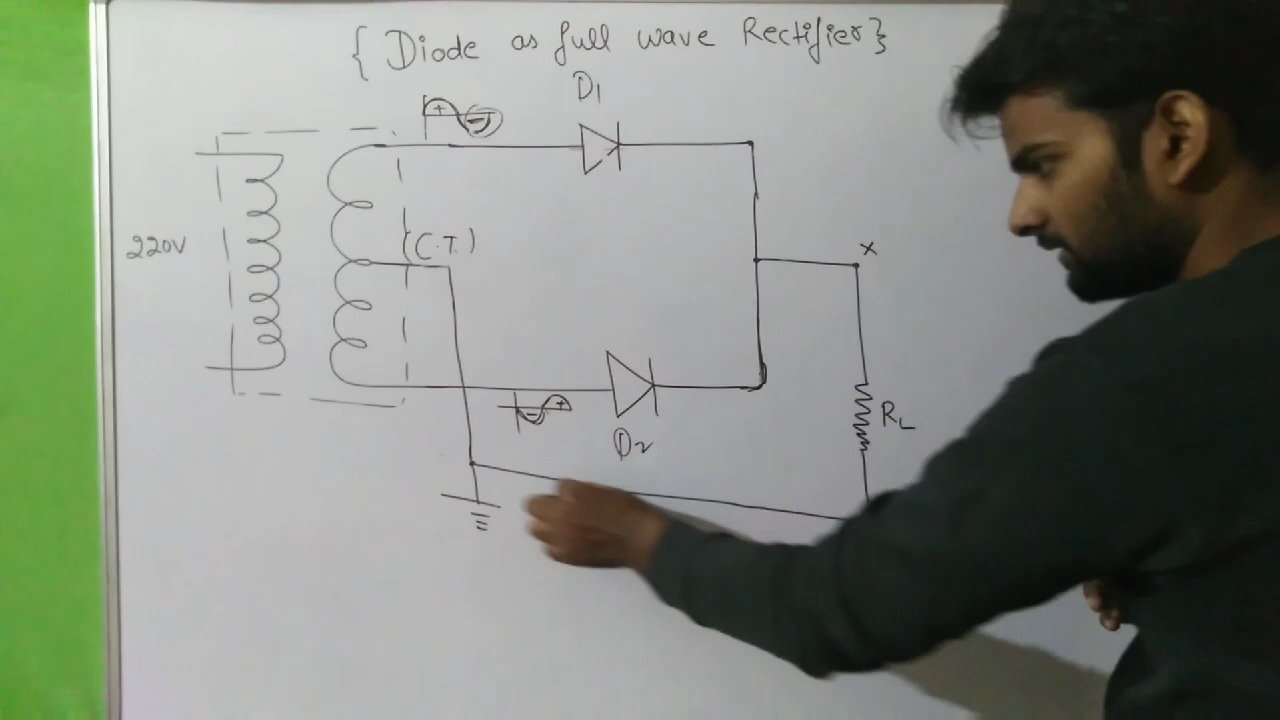 { Diode as full wave Rectifier }
D1
+ -
220V
(C.T.)
X
RL
- +
D2